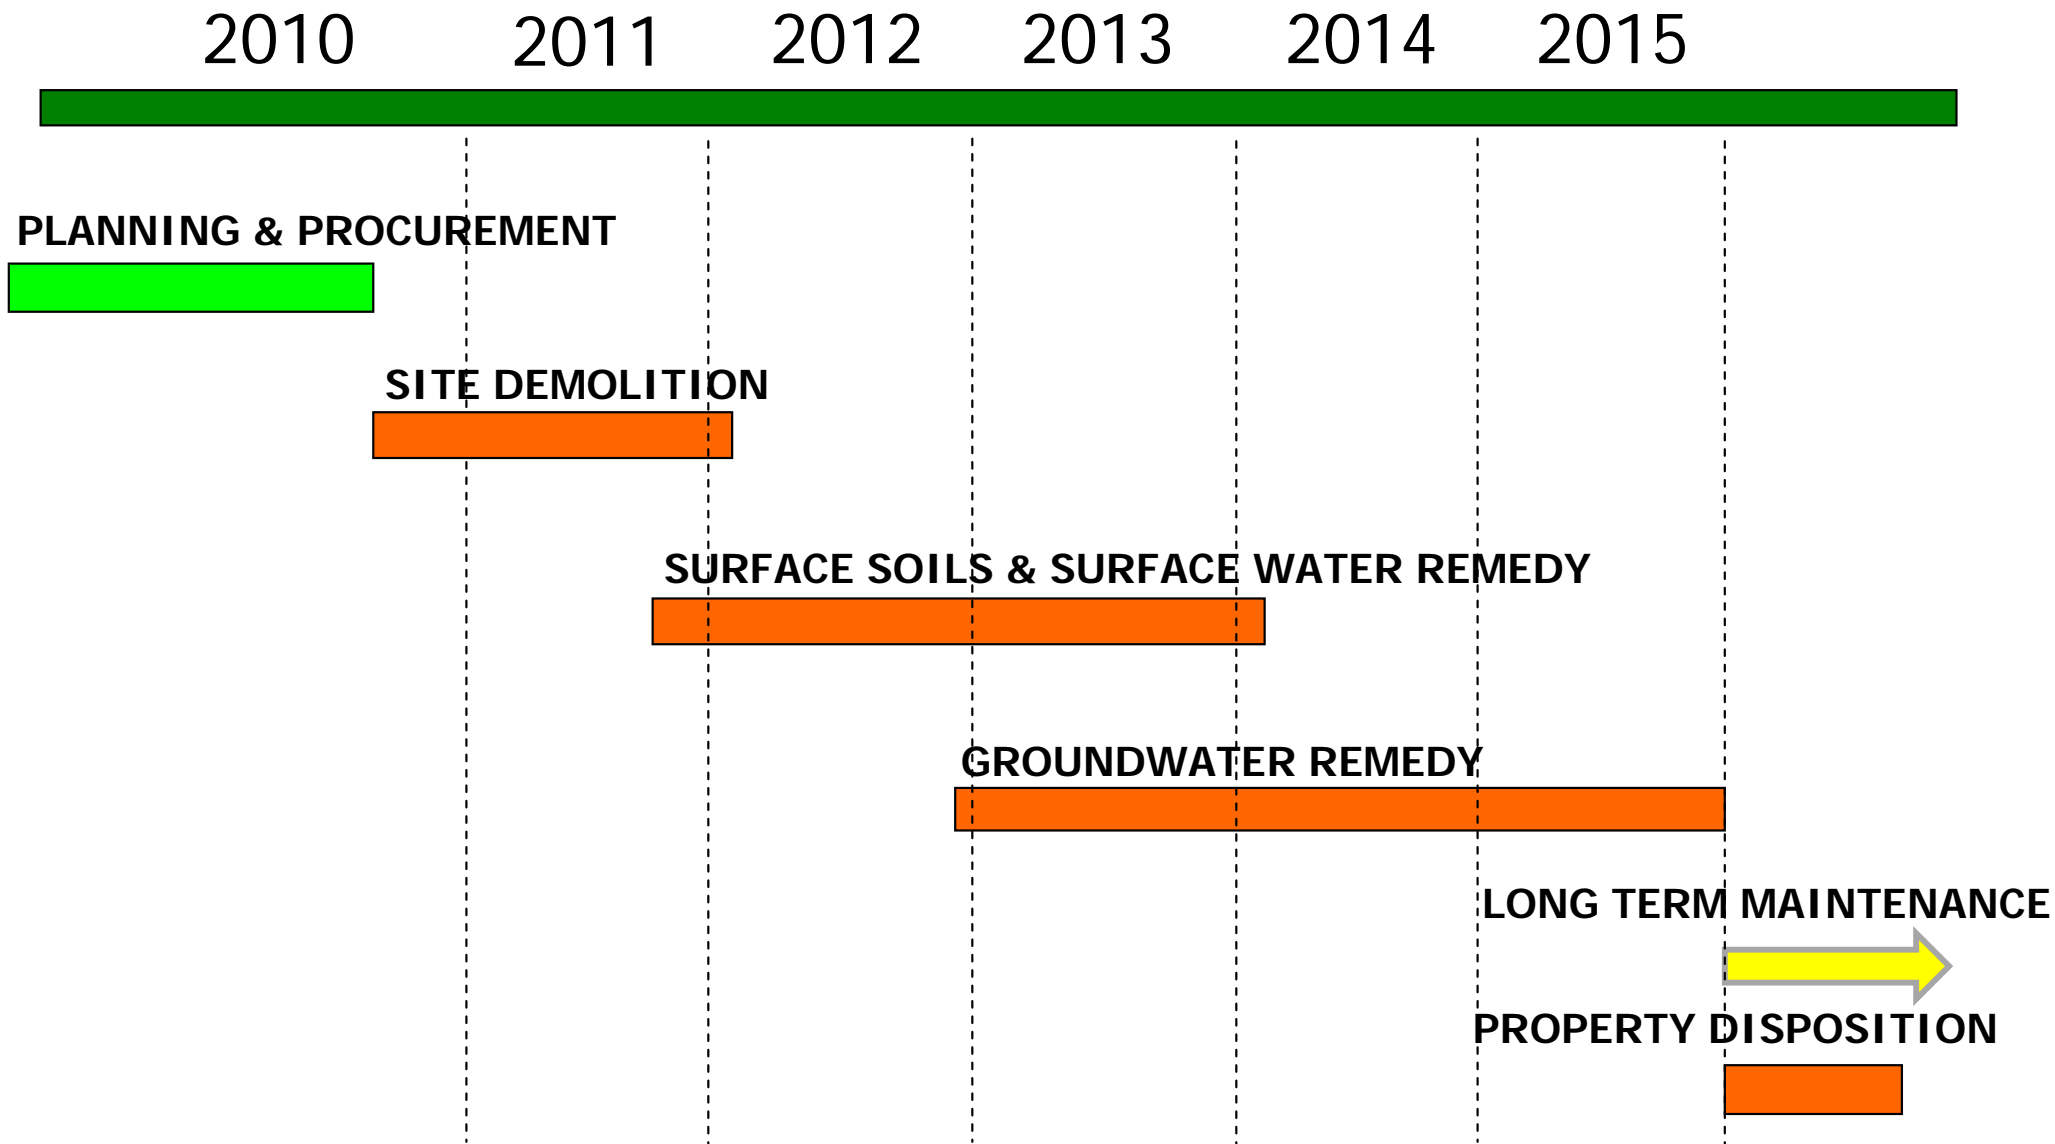 2010 2011 2012 2013 2014 2015
PLANNING & PROCUREMENT
SITE DEMOLITION
SURFACE SOILS & SURFACE WATER REMEDY
GROUNDWATER REMEDY
LONG TERM MAINTENANCE
PROPERTY DISPOSITION